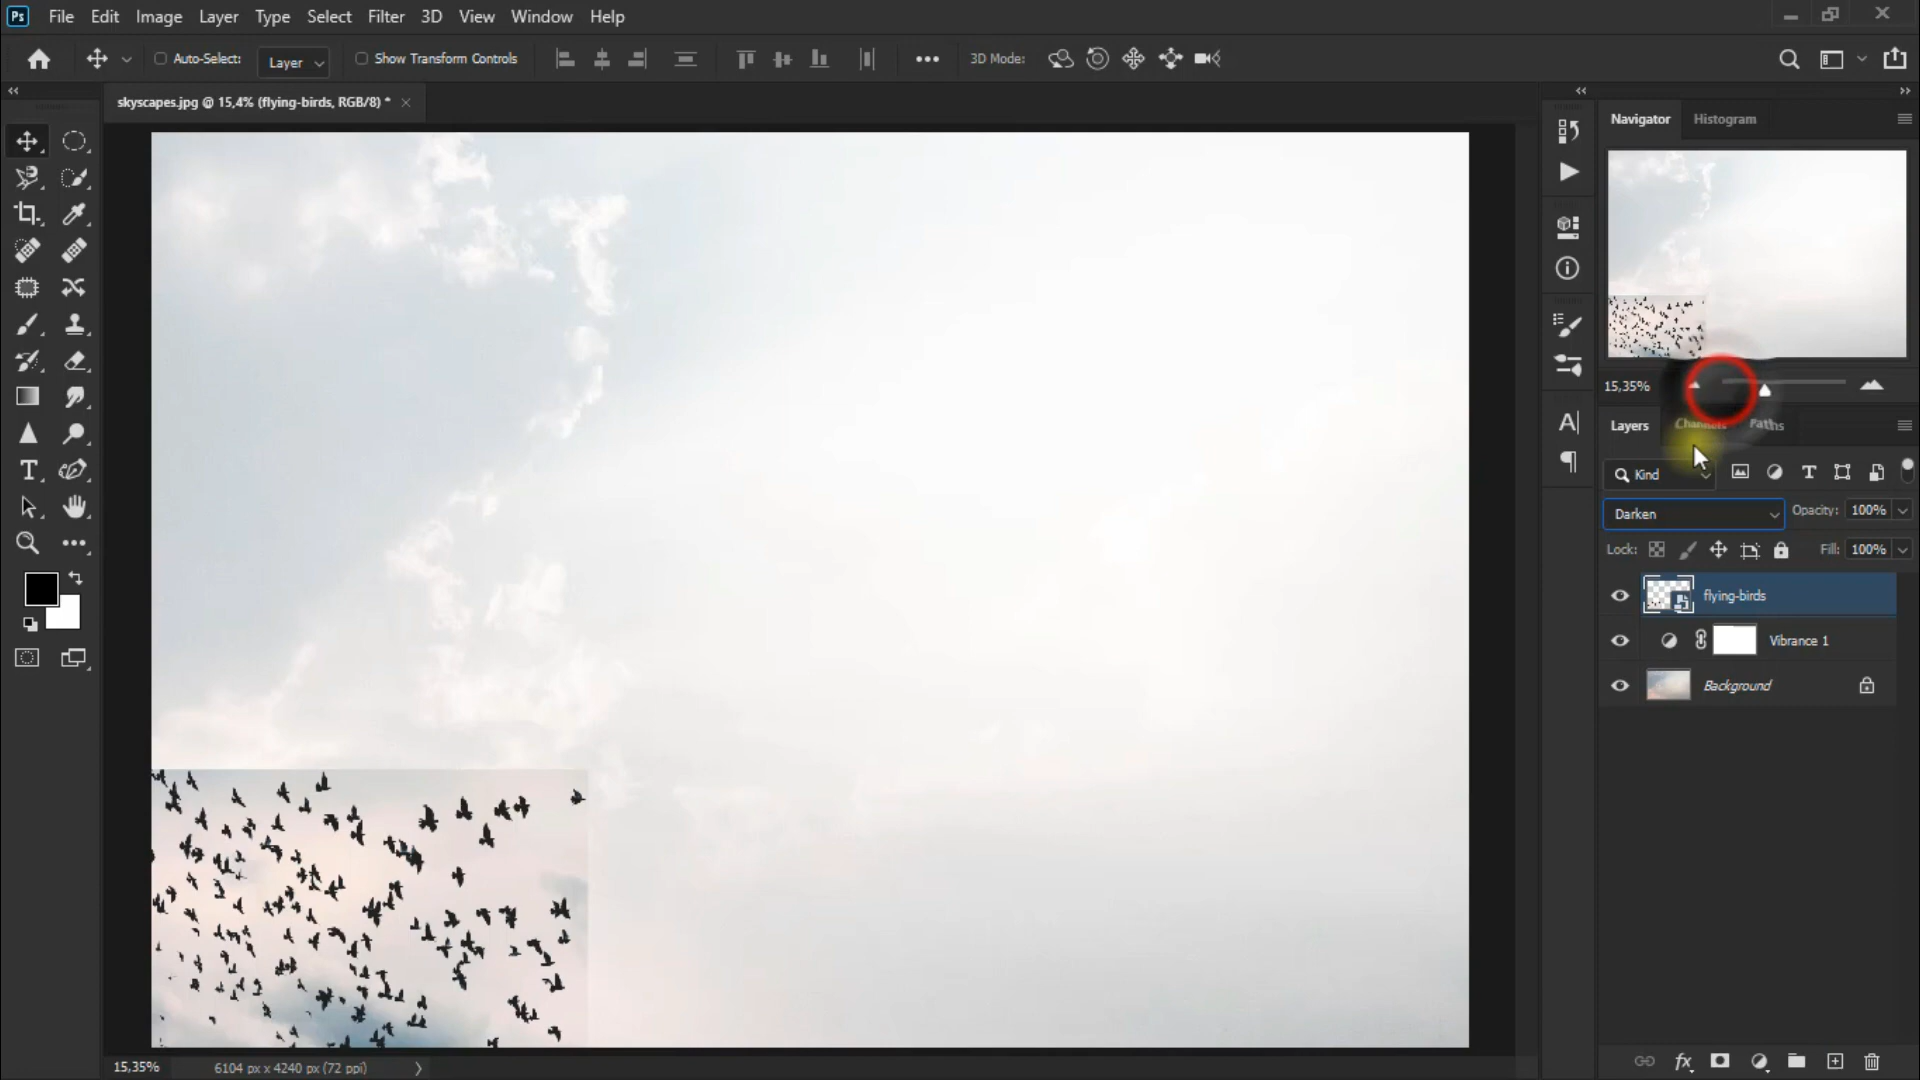 Ps File Edit Image Layer Type Select Filter 3D View Window Help
Auto-Select: Layer Show Transform Controls 3D Mode:
skyscapes.jpg @ 15,4% (flying-birds, RGB/8) *
Navigator Histogram
15,35%
Layers Channels Paths
Kind
Darken Opacity: 100%
Lock: Fill: 100%
flying-birds
Vibrance 1
Background
15,35% 6104 px x 4240 px (72 ppi)